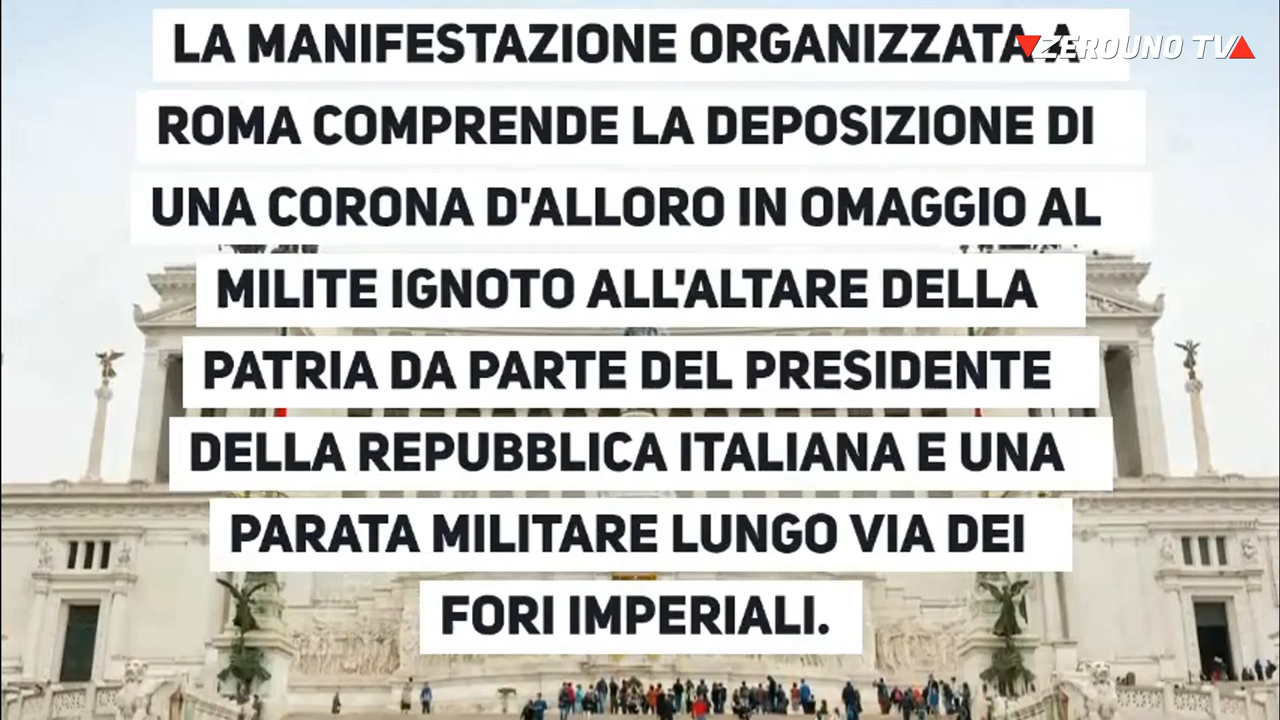 LA MANIFESTAZIONE ORGANIZZATA A
ZEROUNO TV
ROMA COMPRENDE LA DEPOSIZIONE DI
UNA CORONA D'ALLORO IN OMAGGIO AL
MILITE IGNOTO ALL'ALTARE DELLA
PATRIA DA PARTE DEL PRESIDENTE
DELLA REPUBBLICA ITALIANA E UNA
PARATA MILITARE LUNGO VIA DEI
FORI IMPERIALI.